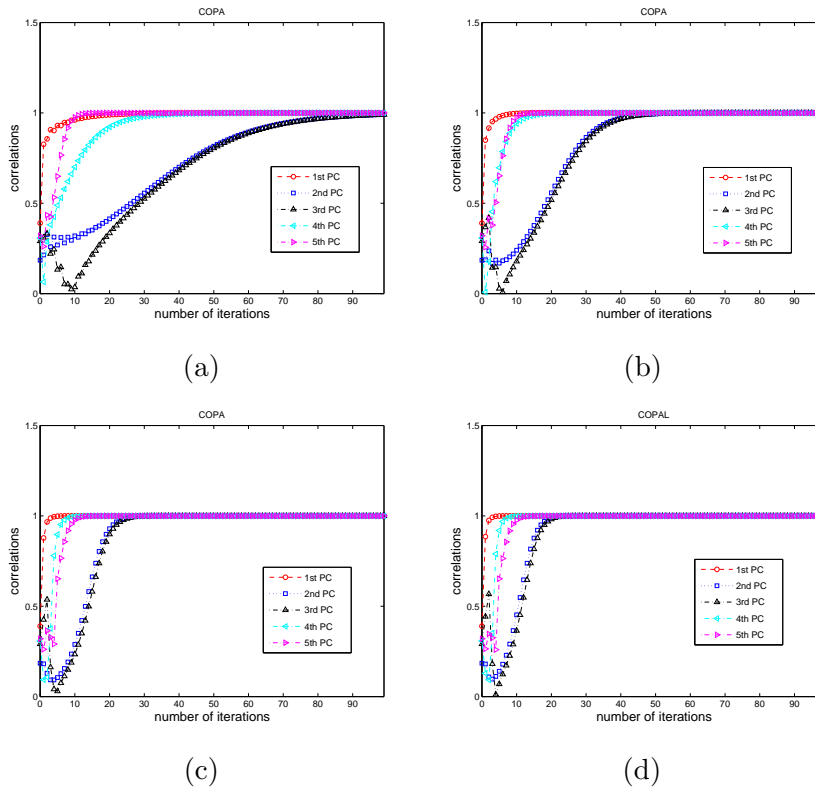 COPA
1.5
1
0.5
0
correlations
1st PC
2nd PC
3rd PC
4th PC
5th PC
0 10 20 30 40 50 60 70 80 90
number of iterations
(a)
COPA
1.5
1
0.5
0
correlations
1st PC
2nd PC
3rd PC
4th PC
5th PC
0 10 20 30 40 50 60 70 80 90
number of iterations
(b)
COPA
1.5
1
0.5
0
correlations
1st PC
2nd PC
3rd PC
4th PC
5th PC
0 10 20 30 40 50 60 70 80 90
number of iterations
(c)
COPAL
1.5
1
0.5
0
correlations
1st PC
2nd PC
3rd PC
4th PC
5th PC
0 10 20 30 40 50 60 70 80 90
number of iterations
(d)